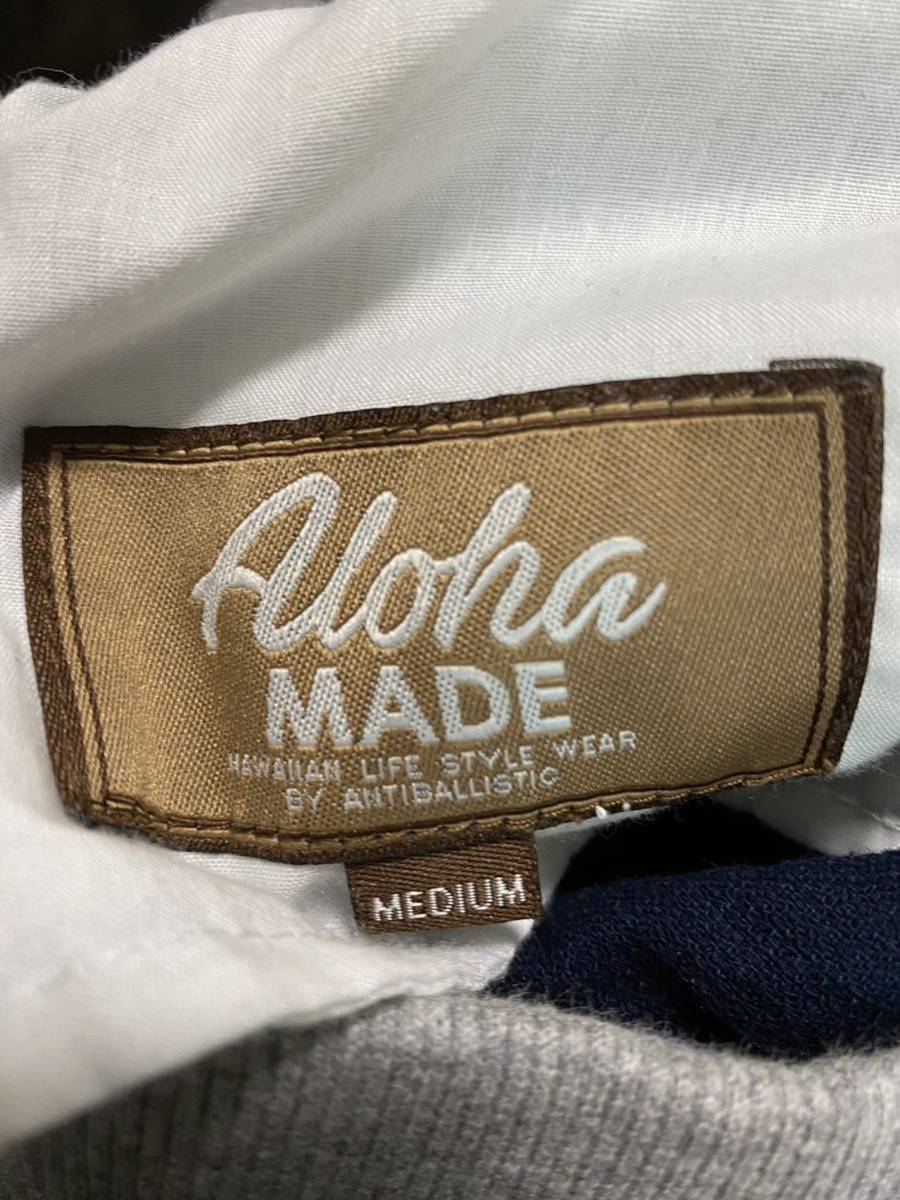 Aloha
MADE
HAWAIIAN LIFE STYLE WEAR
BY ANTIBALLISTIC
MEDIUM